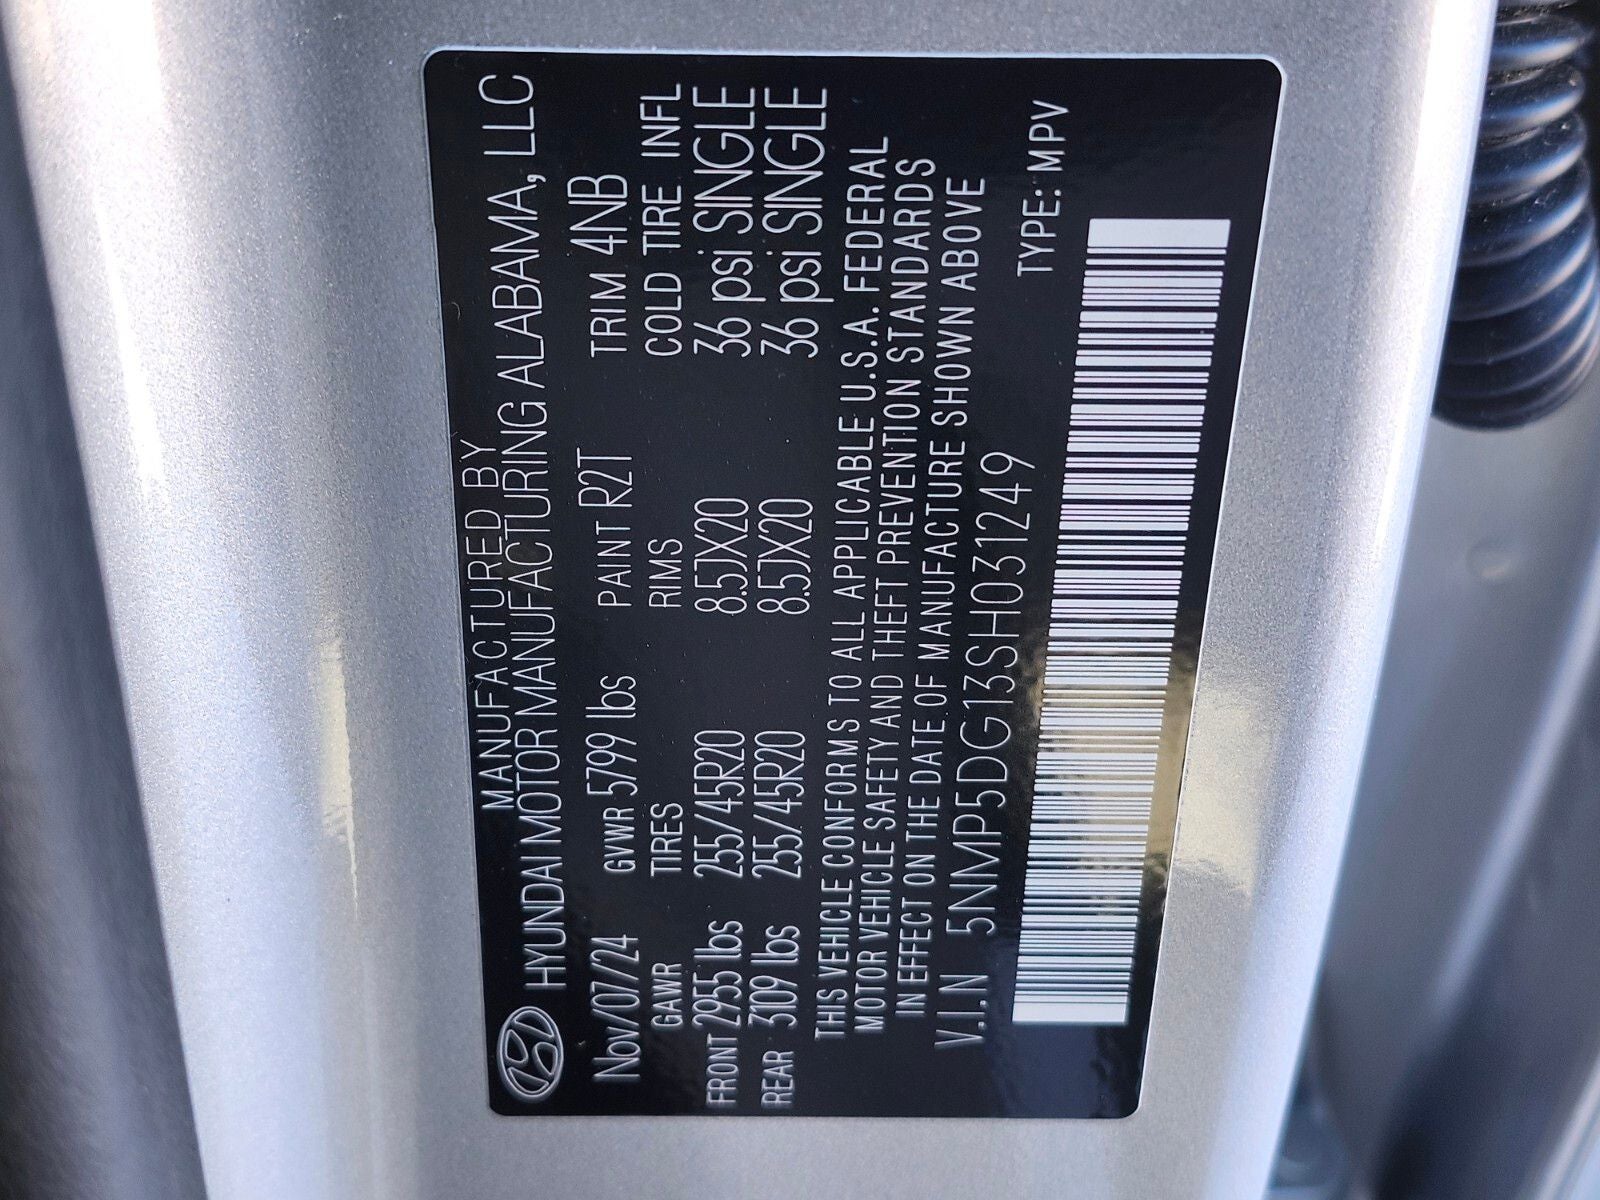 MANUFACTURED BY
HYUNDAI MOTOR MANUFACTURING ALABAMA, LLC
Nov/07/24 GVWR 5799 lbs PAINT R2T TRIM 4NB
GAWR TIRES RIMS COLD TIRE INFL
FRONT 2955 lbs 255/45R20 8.5JX20 36 psi SINGLE
REAR 3109 lbs 255/45R20 8.5JX20 36 psi SINGLE
THIS VEHICLE CONFORMS TO ALL APPLICABLE U.S.A. FEDERAL
MOTOR VEHICLE SAFETY AND THEFT PREVENTION STANDARDS
IN EFFECT ON THE DATE OF MANUFACTURE SHOWN ABOVE
V.I.N 5NMP5DG13SH031249
TYPE: MPV